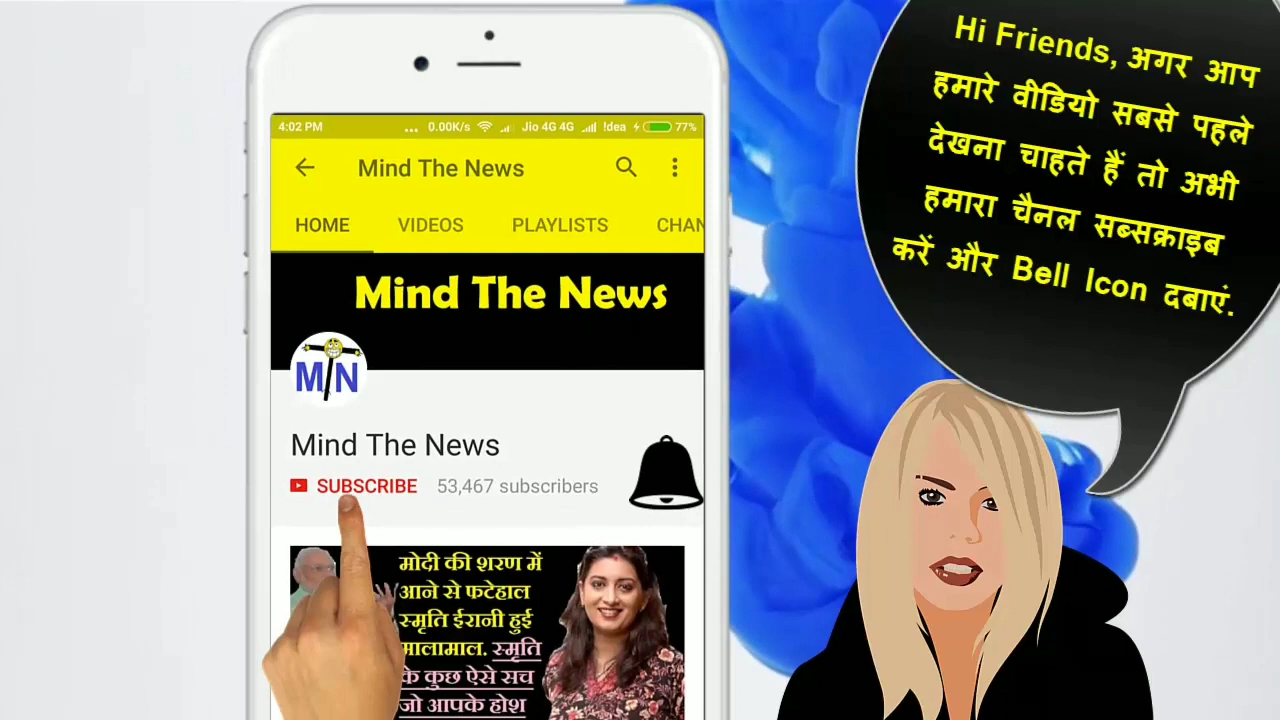 Hi Friends, अगर आप
हमारे वीडियो सबसे पहले
देखना चाहते हैं तो अभी
हमारा चैनल सब्सक्राइब
करें और Bell Icon दबाएं.
4:02 PM ... 0.00K/s Jio 4G 4G !dea 77%
Mind The News
HOME VIDEOS PLAYLISTS CHAN
Mind The News
MTN
Mind The News
SUBSCRIBE 53,467 subscribers
मोदी की शरण में
आने से फटेहाल
स्मृति ईरानी हुई
मालामाल. स्मृति
के कुछ ऐसे सच
जो आपके होश